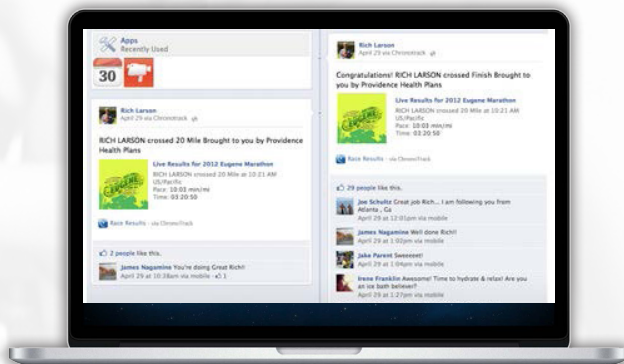 Apps
Recently Used
30
Rich Larson
April 29 via Chronotrack
RICH LARSON crossed 20 Mile Brought to you by Providence
Health Plans
Live Results for 2012 Eugene Marathon
RICH LARSON crossed 20 Mile at 10:21 AM
US/Pacific
Pace: 10:03 min/mi
Time: 03:20:50
EUGENE
Race Results · via ChronoTrack
2 people like this.
James Nagamine You're doing Great Rich!!
April 29 at 10:38am via mobile · 1
Rich Larson
April 29 via Chronotrack
Congratulations! RICH LARSON crossed Finish Brought to
you by Providence Health Plans
Live Results for 2012 Eugene Marathon
RICH LARSON crossed 20 Mile at 10:21 AM
US/Pacific
Pace: 10:03 min/mi
Time: 03:20:50
EUGENE
Race Results · via ChronoTrack
29 people like this.
Joe Schultz Great job Rich... I am following you from
Atlanta , Ga
April 29 at 12:01pm via mobile
James Nagamine Well done Rich!!
April 29 at 1:02pm via mobile
Jake Parent Sweeeeet!
April 29 at 1:04pm via mobile
Irene Franklin Awesome! Time to hydrate & relax! Are you
an ice bath believer?
April 29 at 1:27pm via mobile